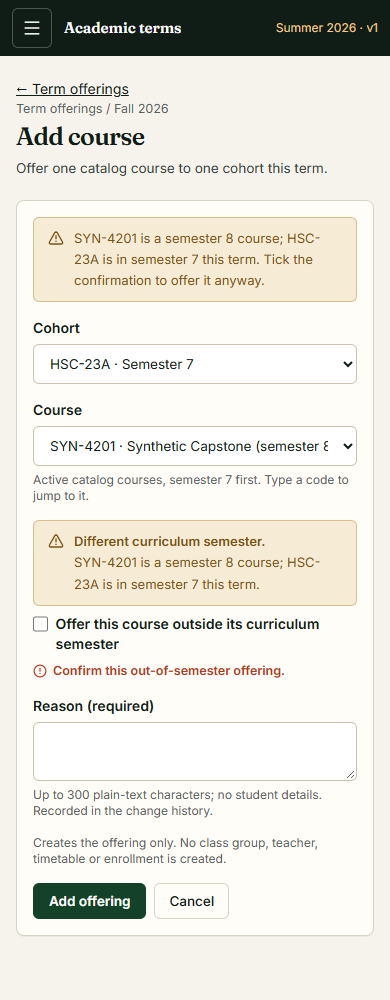 Academic terms
Summer 2026 · v1
← Term offerings
Term offerings / Fall 2026
Add course
Offer one catalog course to one cohort this term.
SYN-4201 is a semester 8 course; HSC-
23A is in semester 7 this term. Tick the
confirmation to offer it anyway.
Cohort
HSC-23A · Semester 7
Course
SYN-4201 · Synthetic Capstone (semester 8
Active catalog courses, semester 7 first. Type a code to
jump to it.
Different curriculum semester.
SYN-4201 is a semester 8 course; HSC-
23A is in semester 7 this term.
Offer this course outside its curriculum
semester
Confirm this out-of-semester offering.
Reason (required)
Up to 300 plain-text characters; no student details.
Recorded in the change history.
Creates the offering only. No class group, teacher,
timetable or enrollment is created.
Add offering
Cancel